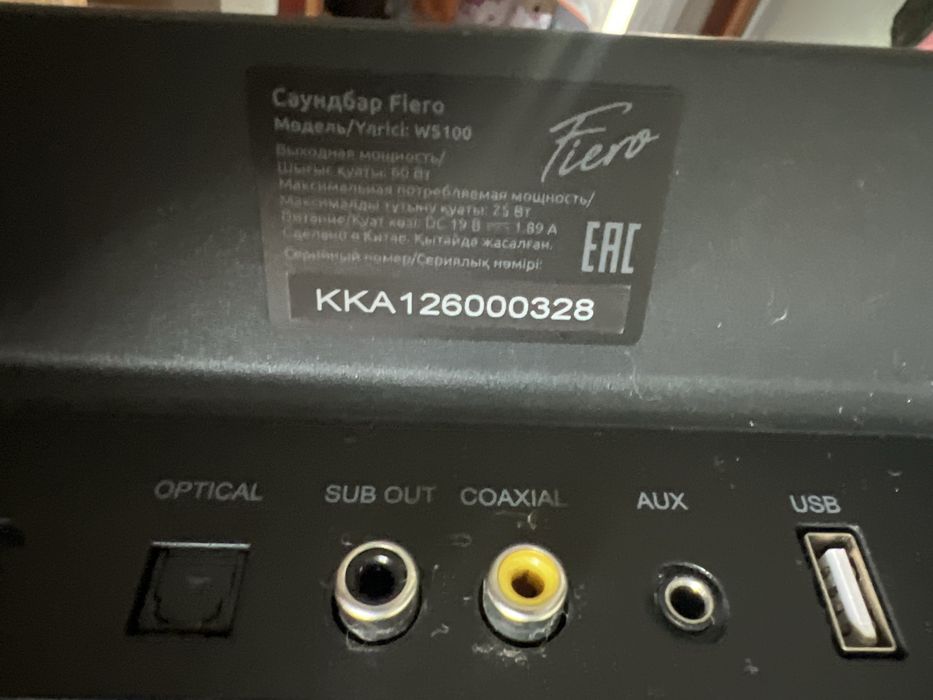 Саундбар Fiero
Модель/Үлгісі: WS100
Fiero
Выходная мощность/
Шығыс қуаты: 60 Вт
Максимальная потребляемая мощность/
Максималды тұтыну қуаты: 25 Вт
Питание/Қуат көзі: DC 19 В 1.89 А
Сделано в Китае. Қытайда жасалған.
Серийный номер/Сериялық нөмірі:
EAC
KKA126000328
OPTICAL
SUB OUT
COAXIAL
AUX
USB